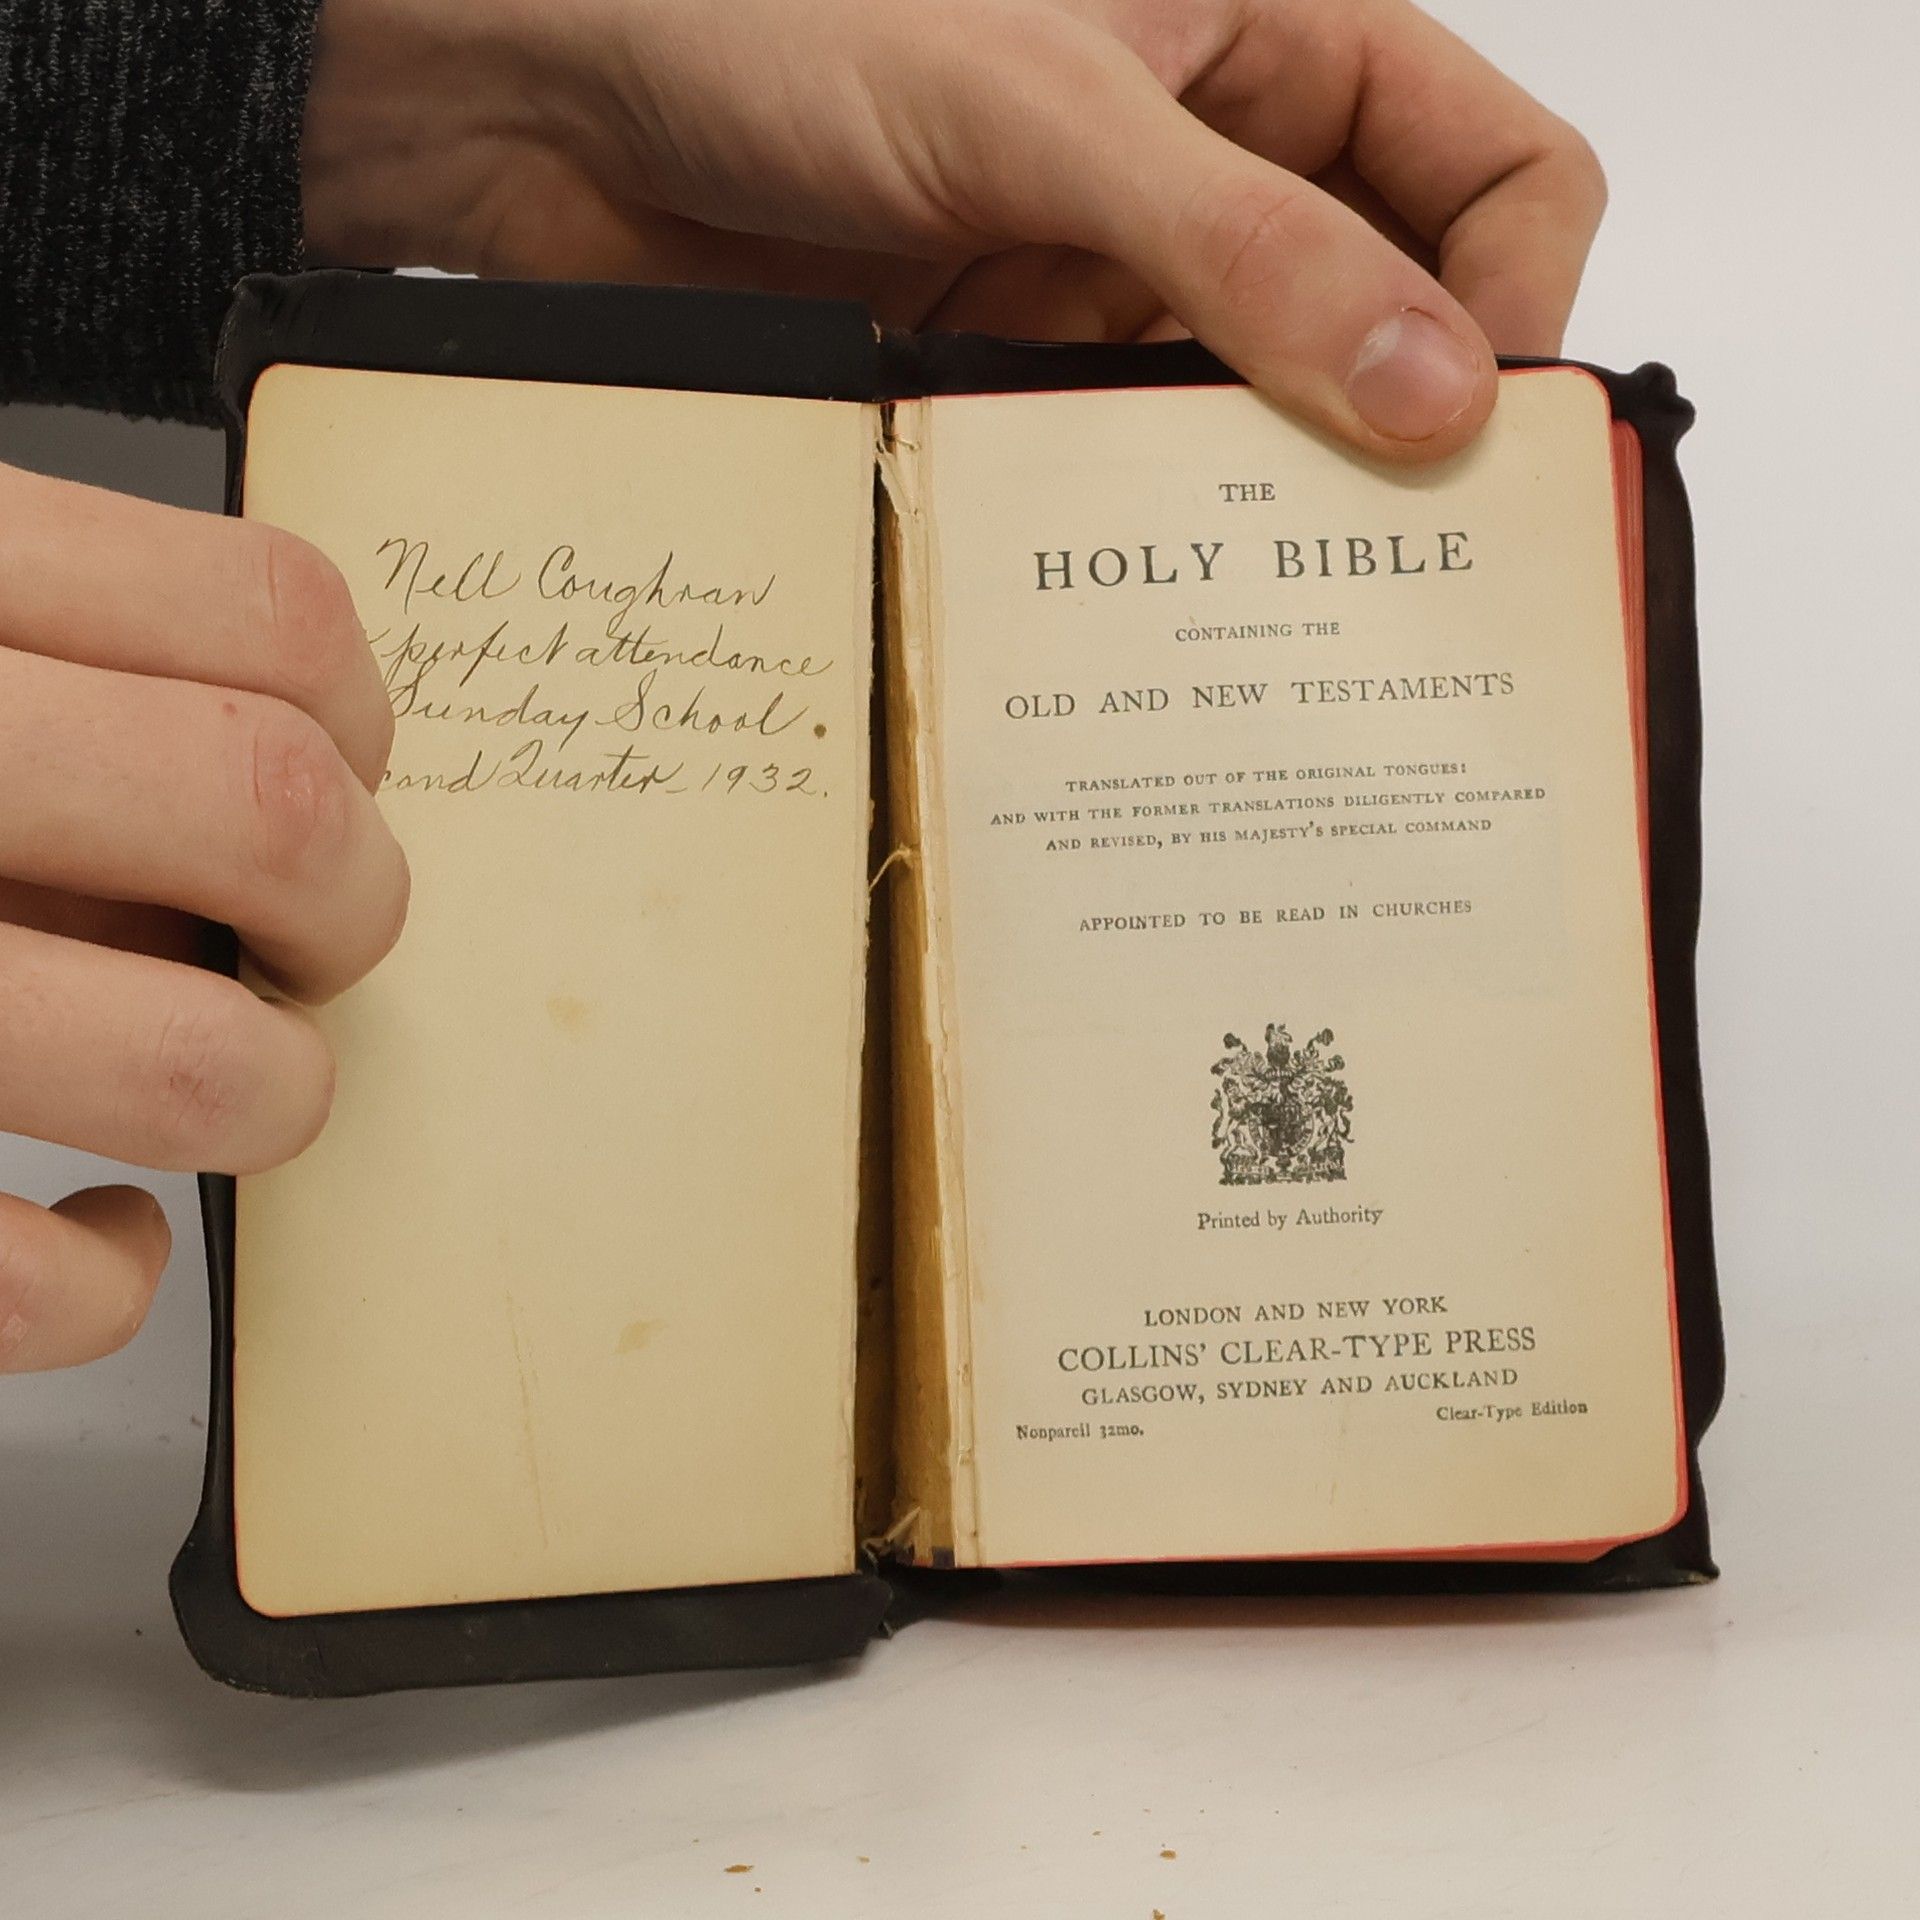 Nell Coughran
perfect attendance
Sunday School.
cond Quarter - 1932.
THE
HOLY BIBLE
CONTAINING THE
OLD AND NEW TESTAMENTS
TRANSLATED OUT OF THE ORIGINAL TONGUES:
AND WITH THE FORMER TRANSLATIONS DILIGENTLY COMPARED
AND REVISED, BY HIS MAJESTY'S SPECIAL COMMAND
APPOINTED TO BE READ IN CHURCHES
Printed by Authority
LONDON AND NEW YORK
COLLINS' CLEAR-TYPE PRESS
GLASGOW, SYDNEY AND AUCKLAND
Nonpareil 32mo. Clear-Type Edition